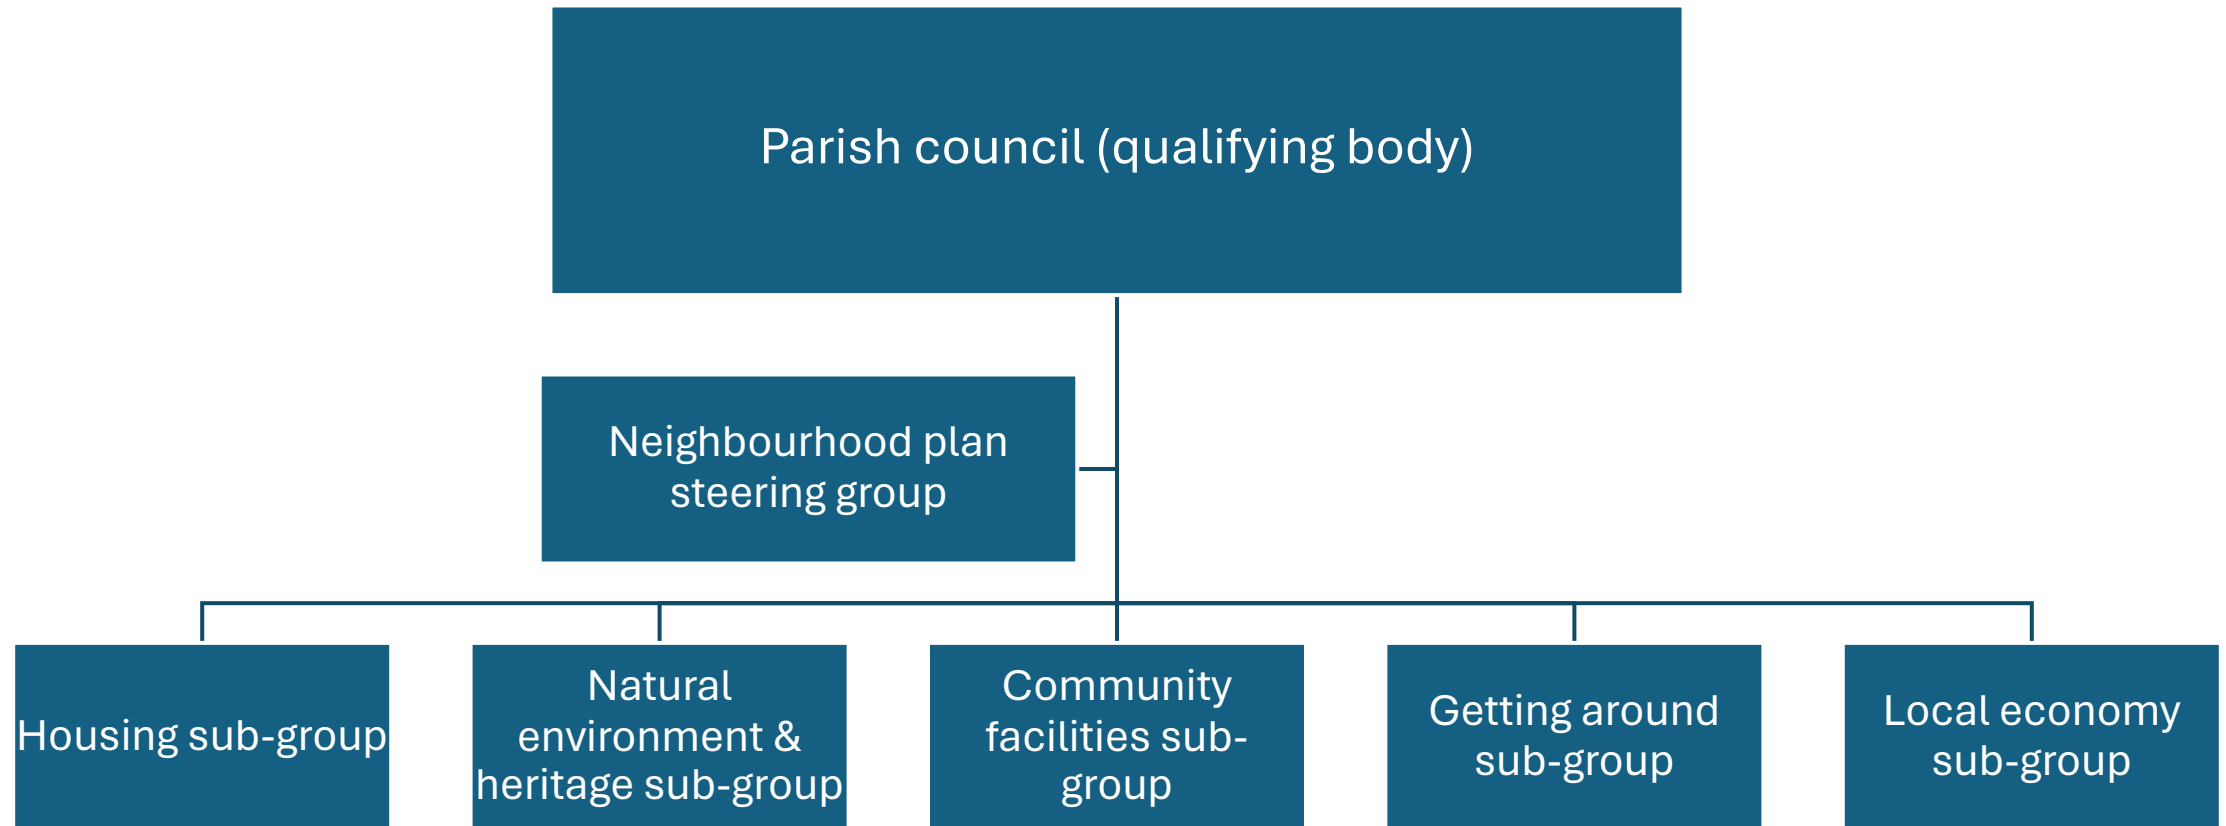 Parish council (qualifying body)
Neighbourhood plan
steering group
Housing sub-group
Natural
environment &
heritage sub-group
Community
facilities sub-
group
Getting around
sub-group
Local economy
sub-group